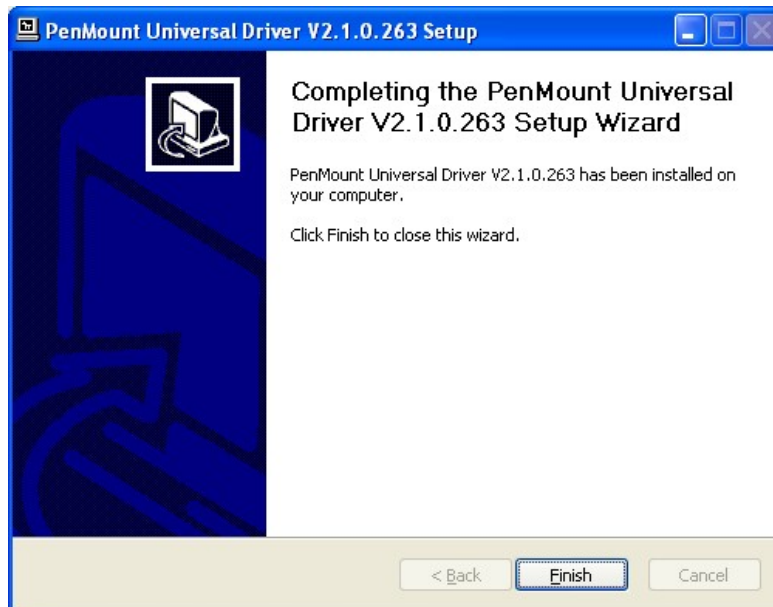 PenMount Universal Driver V2.1.0.263 Setup
Completing the PenMount Universal
Driver V2.1.0.263 Setup Wizard
PenMount Universal Driver V2.1.0.263 has been installed on
your computer.
Click Finish to close this wizard.
< Back
Finish
Cancel